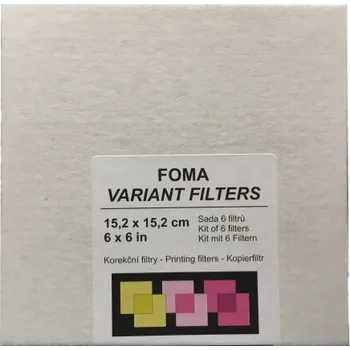 FOMA
VARIANT FILTERS
15,2 x 15,2 cm
6 x 6 in
Sada 6 filtrů
Kit of 6 filters
Kit mit 6 Filtern
Korekční filtry - Printing filters - Kopierfiltr